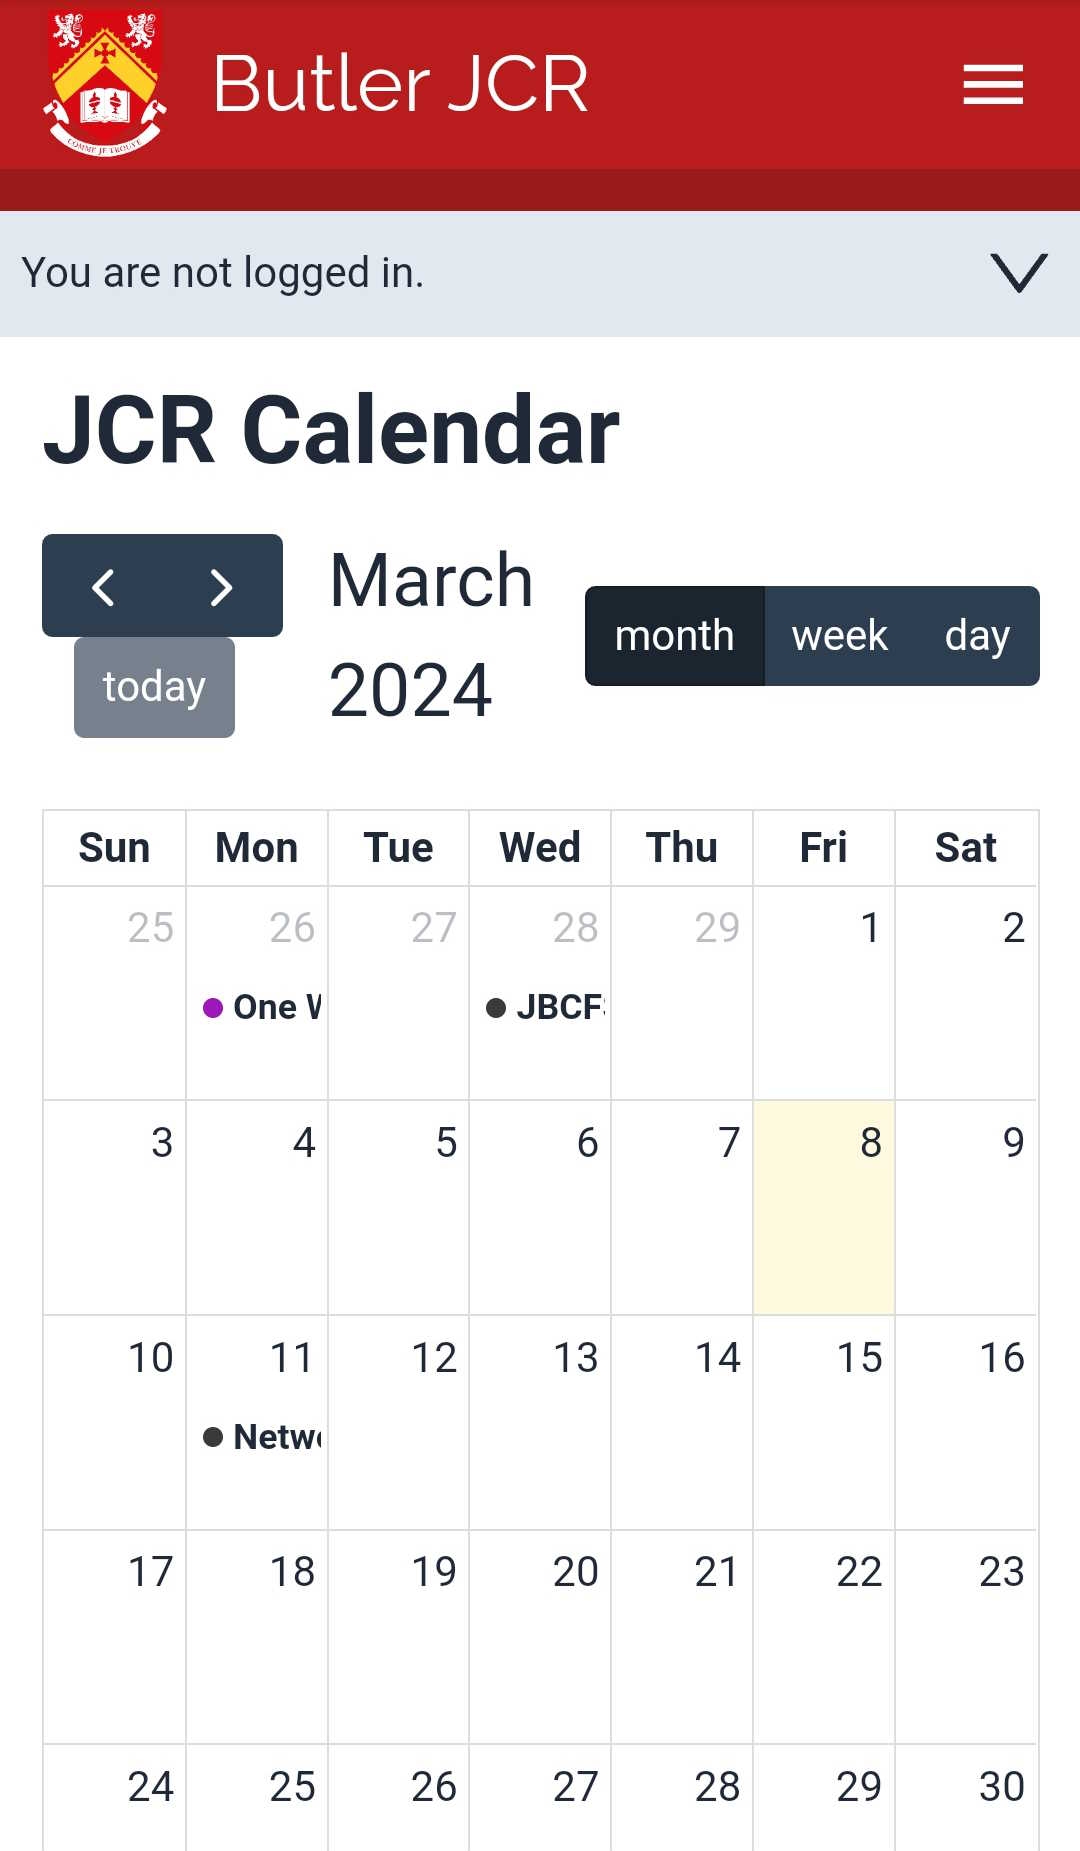 COMME JE TROUVE
Butler JCR
You are not logged in.
JCR Calendar
March
2024
today
month week day
Sun Mon Tue Wed Thu Fri Sat
25 26 27 28 29 1 2
One W JBCF
3 4 5 6 7 8 9
10 11 12 13 14 15 16
Netw
17 18 19 20 21 22 23
24 25 26 27 28 29 30